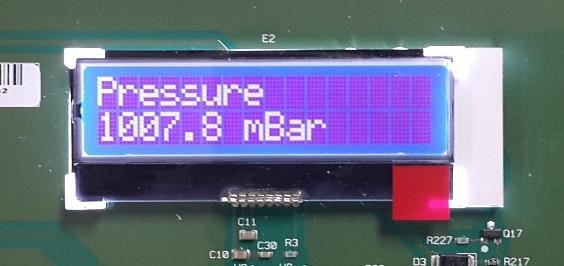 E2
Pressure
1007.8 mBar
C11
C10 C30 R3
R227 Q17
D3 R217